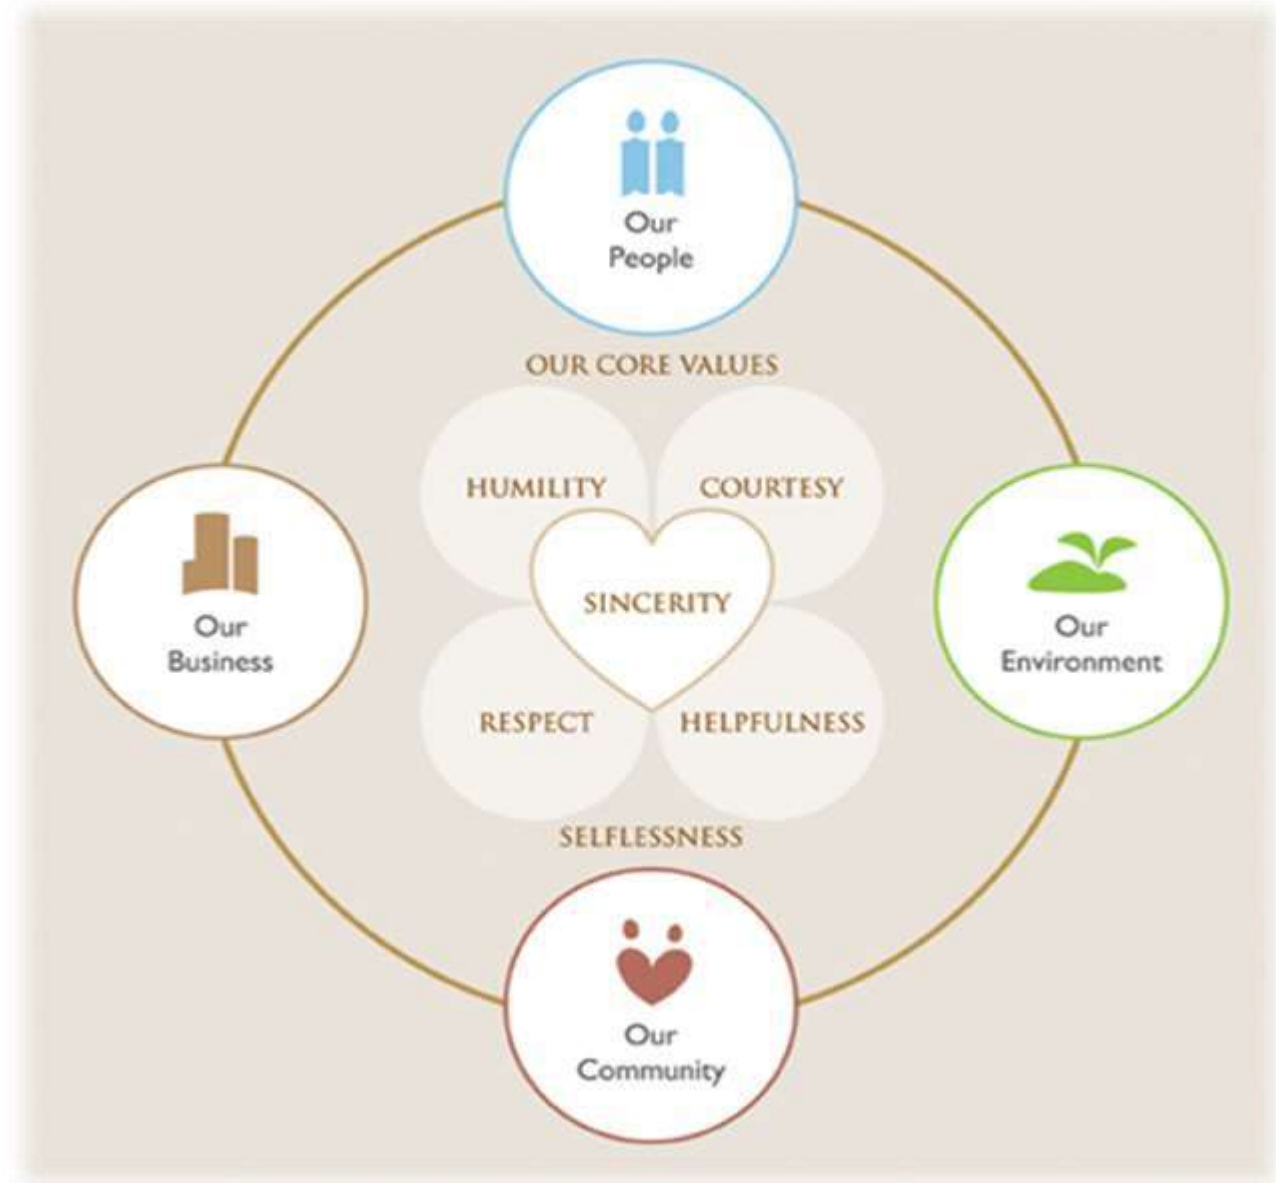 Our
People
OUR CORE VALUES
HUMILITY
COURTESY
SINCERITY
Our
Business
Our
Environment
RESPECT
HELPFULNESS
SELFLESSNESS
Our
Community